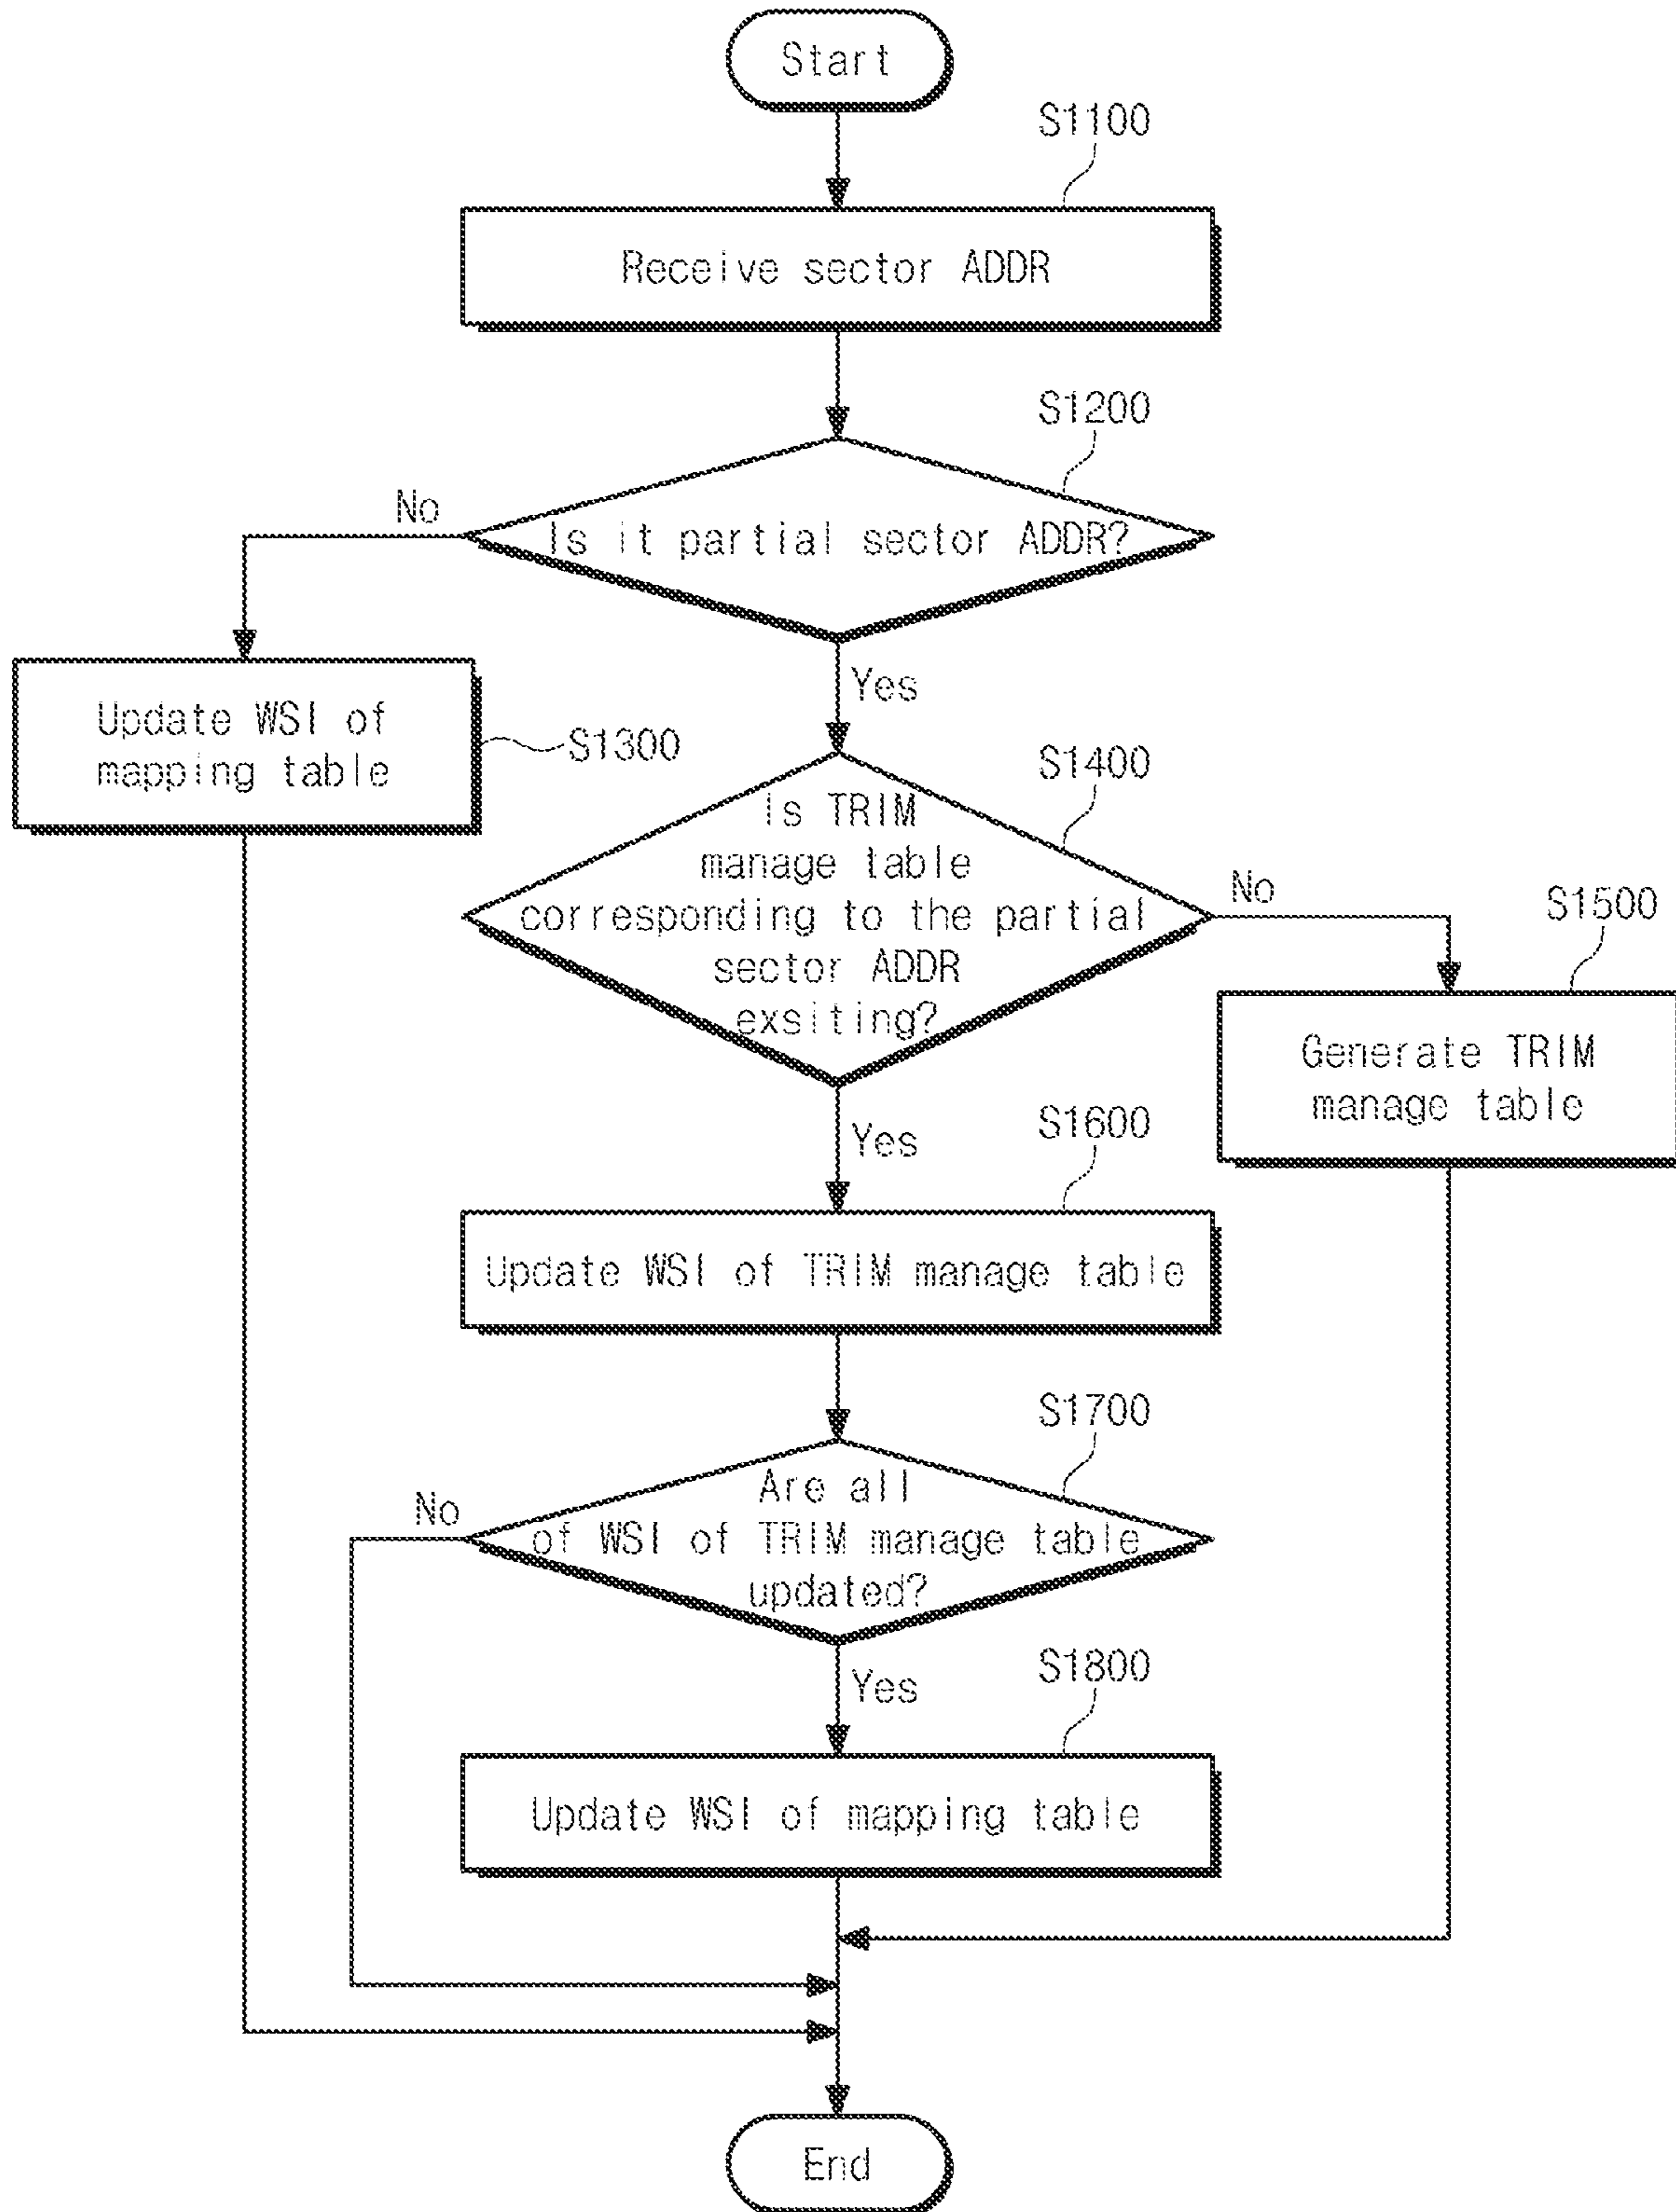 Start
S1100
Receive sector ADDR
S1200
No
Is it partial sector ADDR?
Yes
Update WSI of
mapping table
S1300
S1400
Is TRIM
manage table
corresponding to the partial
sector ADDR
exsiting?
No
S1500
Generate TRIM
manage table
Yes
S1600
Update WSI of TRIM manage table
S1700
No
Are all
of WSI of TRIM manage table
updated?
Yes
S1800
Update WSI of mapping table
End